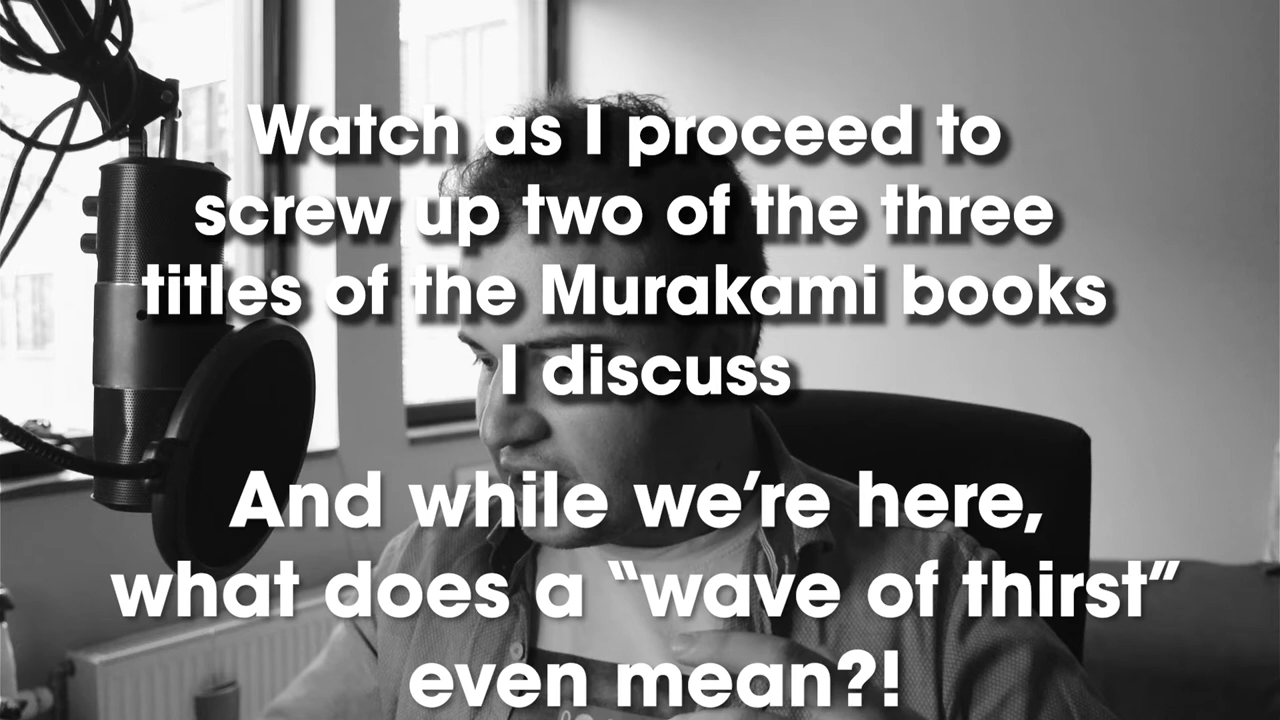 Watch as I proceed to
screw up two of the three
titles of the Murakami books
I discuss
And while we’re here,
what does a “wave of thirst”
even mean?!